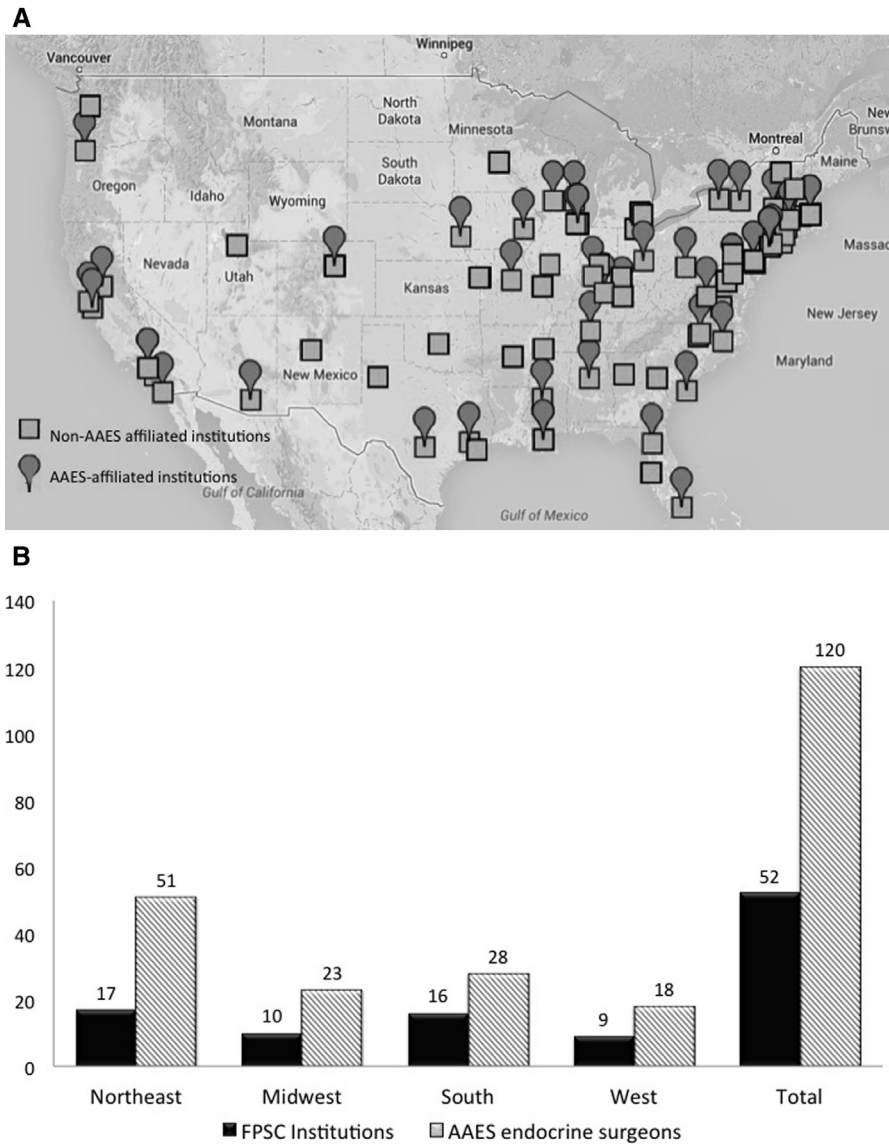 A
Vancouver
Winnipeg
North
Dakota
Montana
Minnesota
New
Brunsw
Montreal
Maine
South
Dakota
Oregon
Idaho
Wyoming
Nevada
Utah
Kansas
Massac
New Jersey
New Mexico
Maryland
Non-AAES affiliated institutions
AAES-affiliated institutions
Gulf of California
Gulf of Mexico
B
140
120
100
80
60
40
20
0
17
51
10
23
16
28
9
18
52
120
Northeast
Midwest
South
West
Total
FPSC Institutions
AAES endocrine surgeons